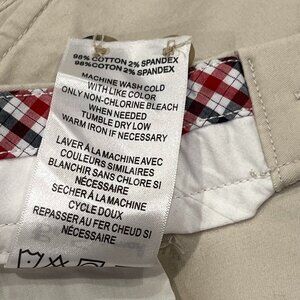 98% COTTON 2% SPANDEX
98% COTTON 2% SPANDEX
MACHINE WASH COLD
WITH LIKE COLOR
ONLY NON-CHLORINE BLEACH
WHEN NEEDED
TUMBLE DRY LOW
WARM IRON IF NECESSARY
LAVER À LA MACHINE AVEC
COULEURS SIMILAIRES
BLANCHIR SANS CHLORE SI
NÉCESSAIRE
SECHER À LA MACHINE
CYCLE DOUX
REPASSER AU FER CHEUD SI
NÉCESSAIRE